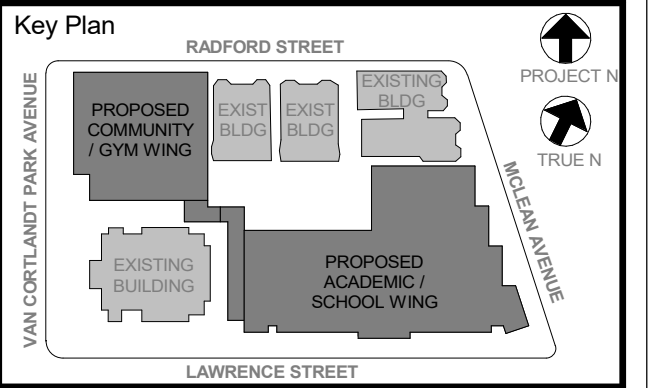 Key Plan
RADFORD STREET
PROJECT N
TRUE N
VAN CORTLANDT PARK AVENUE
PROPOSED
COMMUNITY
/ GYM WING
EXIST
BLDG
EXIST
BLDG
EXISTING
BLDG
MCLEAN AVENUE
EXISTING
BUILDING
PROPOSED
ACADEMIC /
SCHOOL WING
LAWRENCE STREET